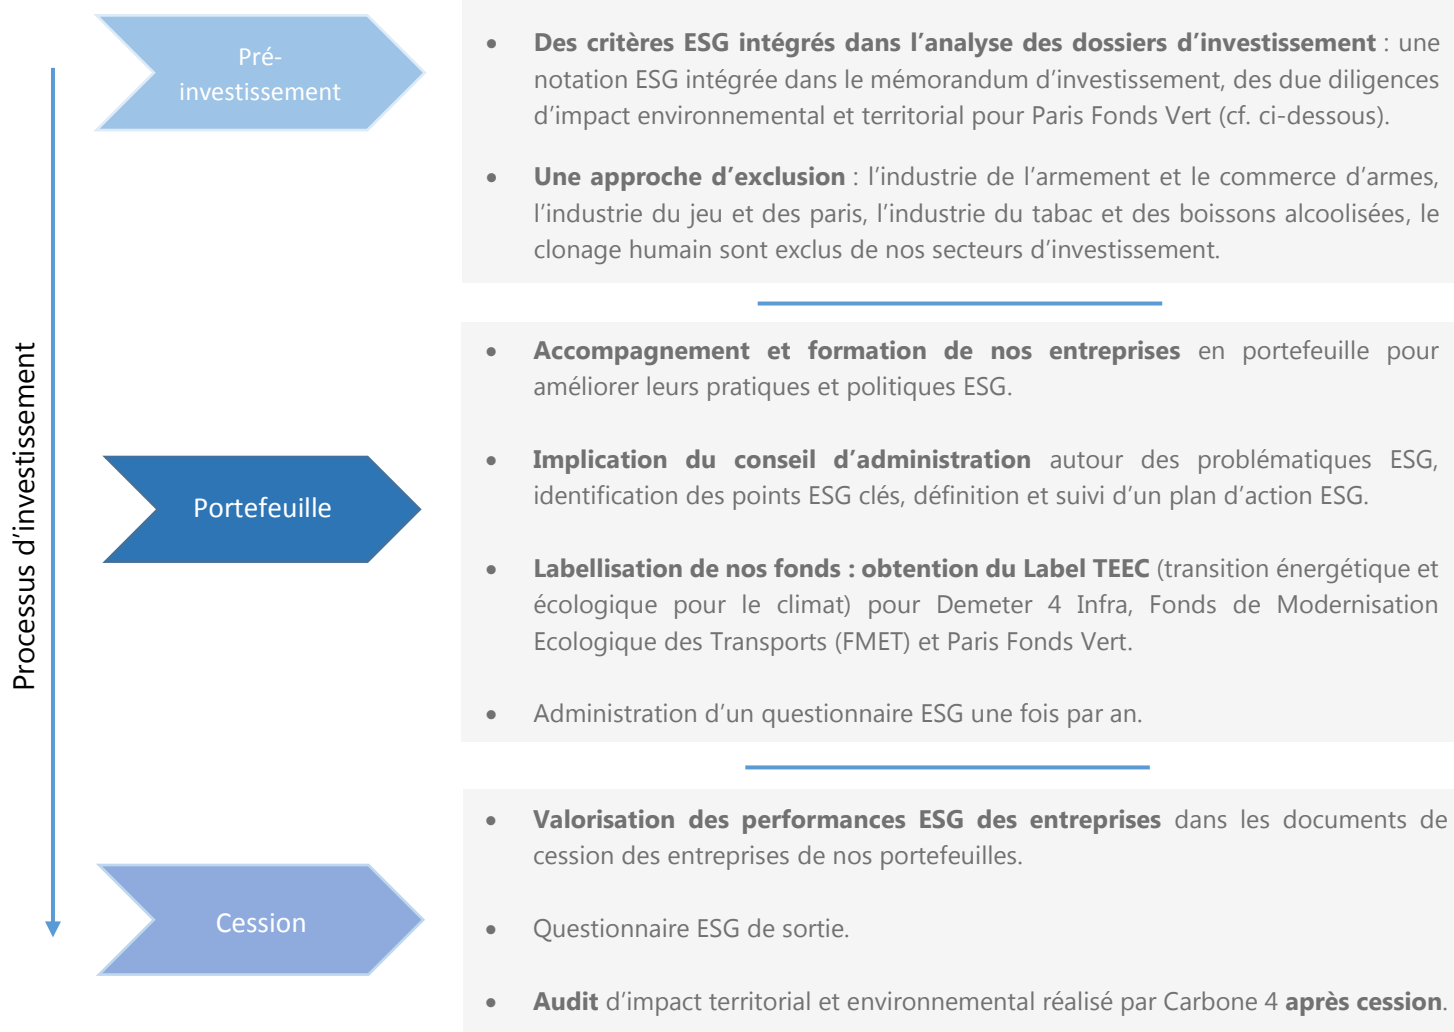 Processus d’investissement
Pré-
investissement
• Des critères ESG intégrés dans l’analyse des dossiers d’investissement : une
notation ESG intégrée dans le mémorandum d’investissement, des due diligences
d’impact environnemental et territorial pour Paris Fonds Vert (cf. ci-dessous).
• Une approche d’exclusion : l’industrie de l’armement et le commerce d’armes,
l’industrie du jeu et des paris, l’industrie du tabac et des boissons alcoolisées, le
clonage humain sont exclus de nos secteurs d’investissement.
Portefeuille
• Accompagnement et formation de nos entreprises en portefeuille pour
améliorer leurs pratiques et politiques ESG.
• Implication du conseil d’administration autour des problématiques ESG,
identification des points ESG clés, définition et suivi d’un plan d’action ESG.
• Labellisation de nos fonds : obtention du Label TEEC (transition énergétique et
écologique pour le climat) pour Demeter 4 Infra, Fonds de Modernisation
Ecologique des Transports (FMET) et Paris Fonds Vert.
• Administration d’un questionnaire ESG une fois par an.
Cession
• Valorisation des performances ESG des entreprises dans les documents de
cession des entreprises de nos portefeuilles.
• Questionnaire ESG de sortie.
• Audit d’impact territorial et environnemental réalisé par Carbone 4 après cession.